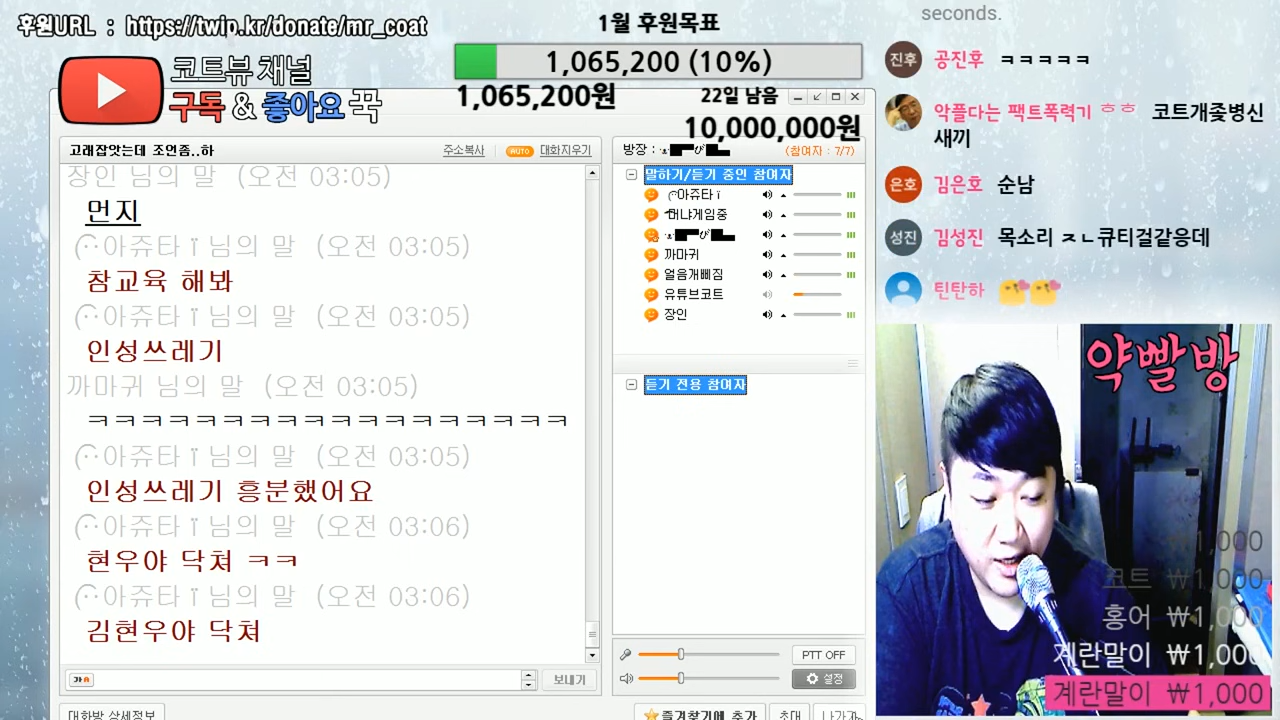 후원URL : https://twip.kr/donate/mr_coat
코트뷰 채널
구독 & 좋아요 꾹
1월 후원목표
1,065,200 (10%)
1,065,200원
22일 남음
10,000,000원
고래잡앗는데 조언좀..하
주소복사
AUTO 대화지우기
장인 님의 말 (오전 03:05)
먼지
아쥬타ï 님의 말 (오전 03:05)
참교육 해봐
아쥬타ï 님의 말 (오전 03:05)
인성쓰레기
까마귀 님의 말 (오전 03:05)
ㅋㅋㅋㅋㅋㅋㅋㅋㅋㅋㅋㅋㅋㅋㅋㅋㅋㅋ
아쥬타ï 님의 말 (오전 03:05)
인성쓰레기 흥분했어요
아쥬타ï 님의 말 (오전 03:06)
현우야 닥쳐 ㅋㅋ
아쥬타ï 님의 말 (오전 03:06)
김현우야 닥쳐
가A
보내기
대화방 상세정보
방장 :
(참여자 : 7/7)
말하기/듣기 중인 참여자
아쥬타ï
머냐게임중
까마귀
얼음개삐짐
유튜브코트
장인
듣기 전용 참여자
PTT OFF
설정
즐겨찾기에 추가
초대
나가기
seconds.
진후 공진후 ㅋㅋㅋㅋㅋ
악플다는 팩트폭력기 ㅎㅎ 코트개좆병신
새끼
은호 김은호 순남
성진 김성진 목소리 ㅈㄴ큐티걸같응데
틴탄하
약빨방
₩1,000
코트 ₩1,000
홍어 ₩1,000
계란말이 ₩1,000
계란말이 ₩1,000